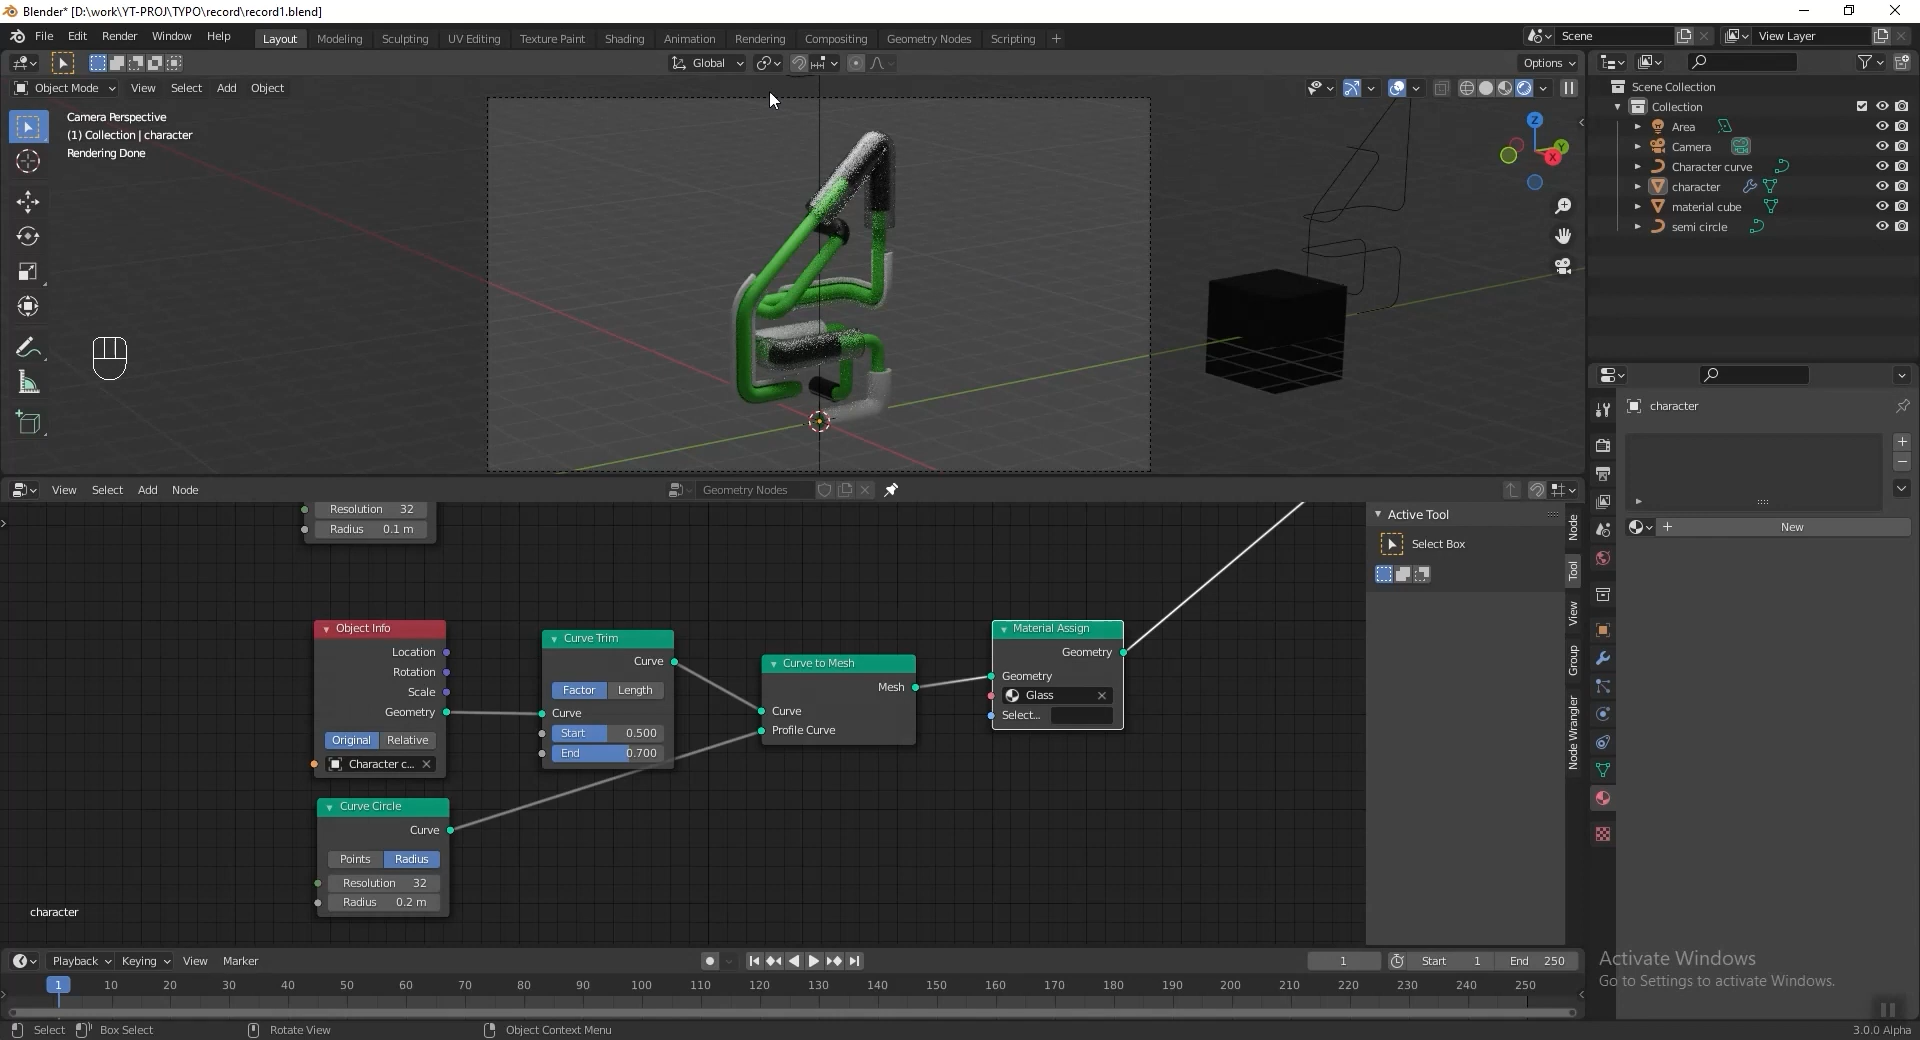 Blender* [D:\work\YT-PROJ\TYPO\record\record1.blend]
File Edit Render Window Help Layout Modeling Sculpting UV Editing Texture Paint Shading Animation Rendering Compositing Geometry Nodes Scripting + Scene View Layer
Global Options
Object Mode View Select Add Object
Camera Perspective
(1) Collection | character
Rendering Done
Z
Y
X
Scene Collection
Collection
Area
Camera
Character curve
character
material cube
semi circle
character
New
View Select Add Node Geometry Nodes
Resolution 32
Radius 0.1 m
Active Tool
Select Box
Node
Tool
View
Group
Node Wrangler
Object Info
Location
Rotation
Scale
Geometry
Original Relative
Character c...
Curve Trim
Curve
Factor Length
Curve
Start 0.500
End 0.700
Curve to Mesh
Mesh
Curve
Profile Curve
Material Assign
Geometry
Geometry
Glass
Select...
Curve Circle
Curve
Points Radius
Resolution 32
Radius 0.2 m
character
Playback Keying View Marker 1 Start 1 End 250
1 10 20 30 40 50 60 70 80 90 100 110 120 130 140 150 160 170 180 190 200 210 220 230 240 250
Activate Windows
Go to Settings to activate Windows.
Select Box Select Rotate View Object Context Menu 3.0.0 Alpha